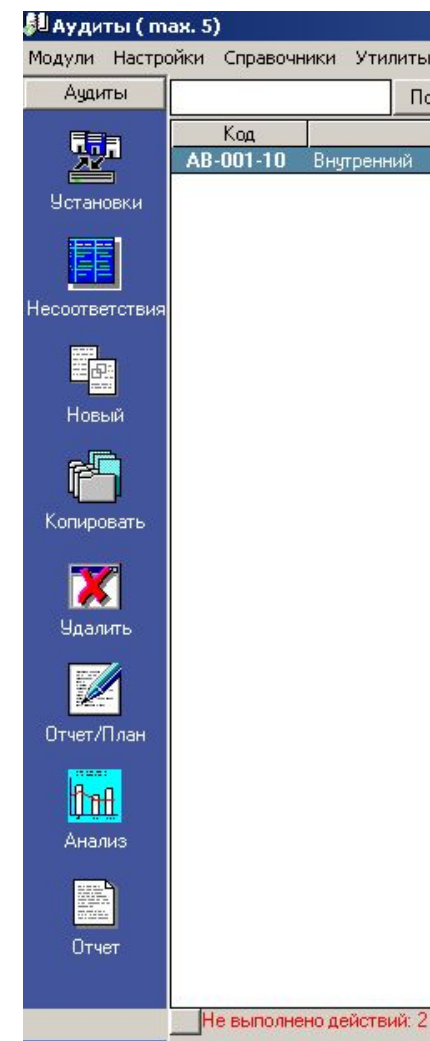 Аудиты ( max. 5)
Модули Настройки Справочники Утилиты
Аудиты
Код
AB-001-10 Внутренний
Установки
Несоответствия
Новый
Копировать
Удалить
Отчет/План
Анализ
Отчет
Не выполнено действий: 2